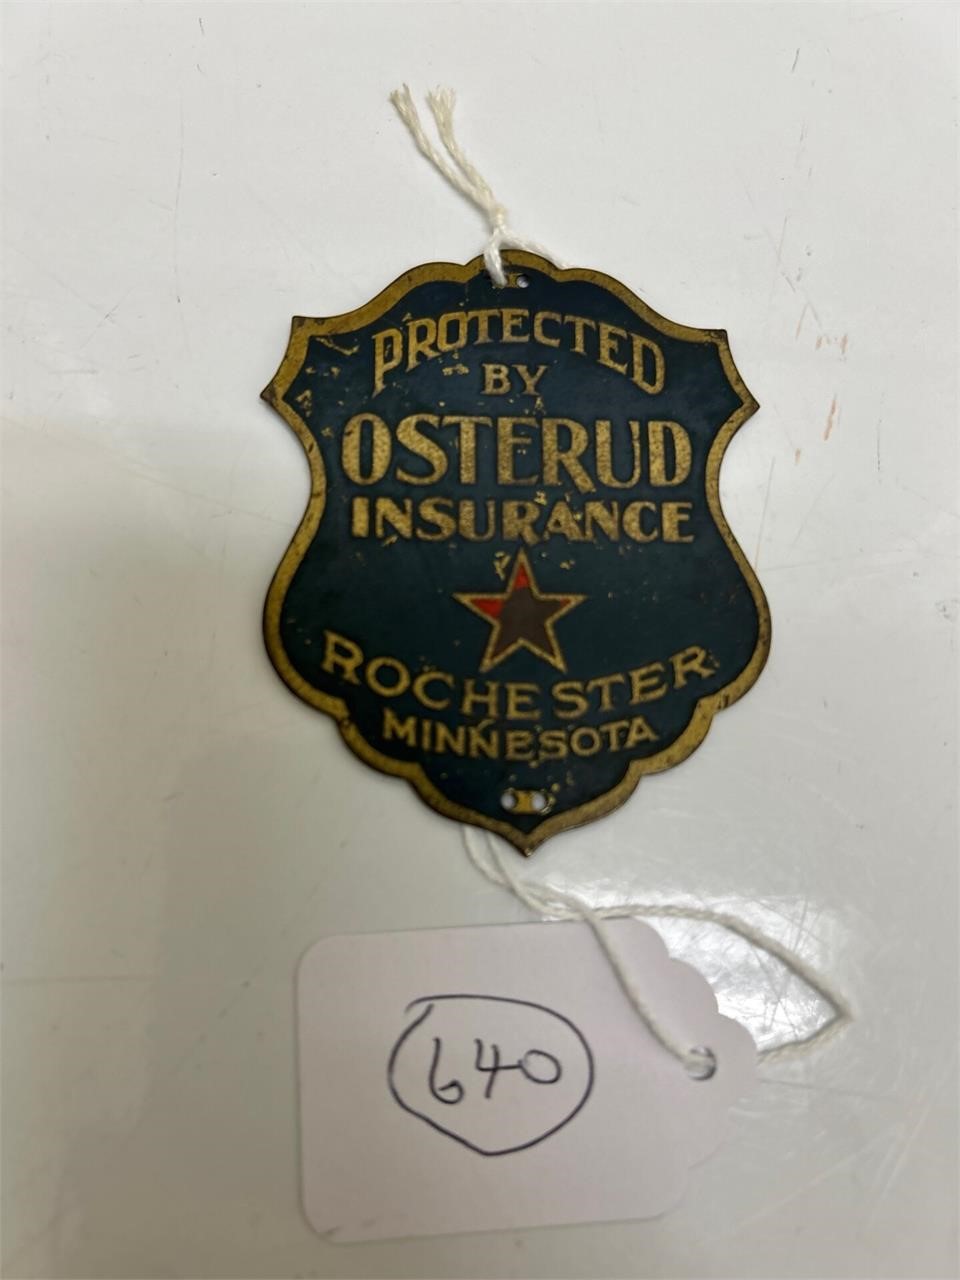 PROTECTED
BY
OSTERUD
INSURANCE
ROCHESTER
MINNESOTA
640